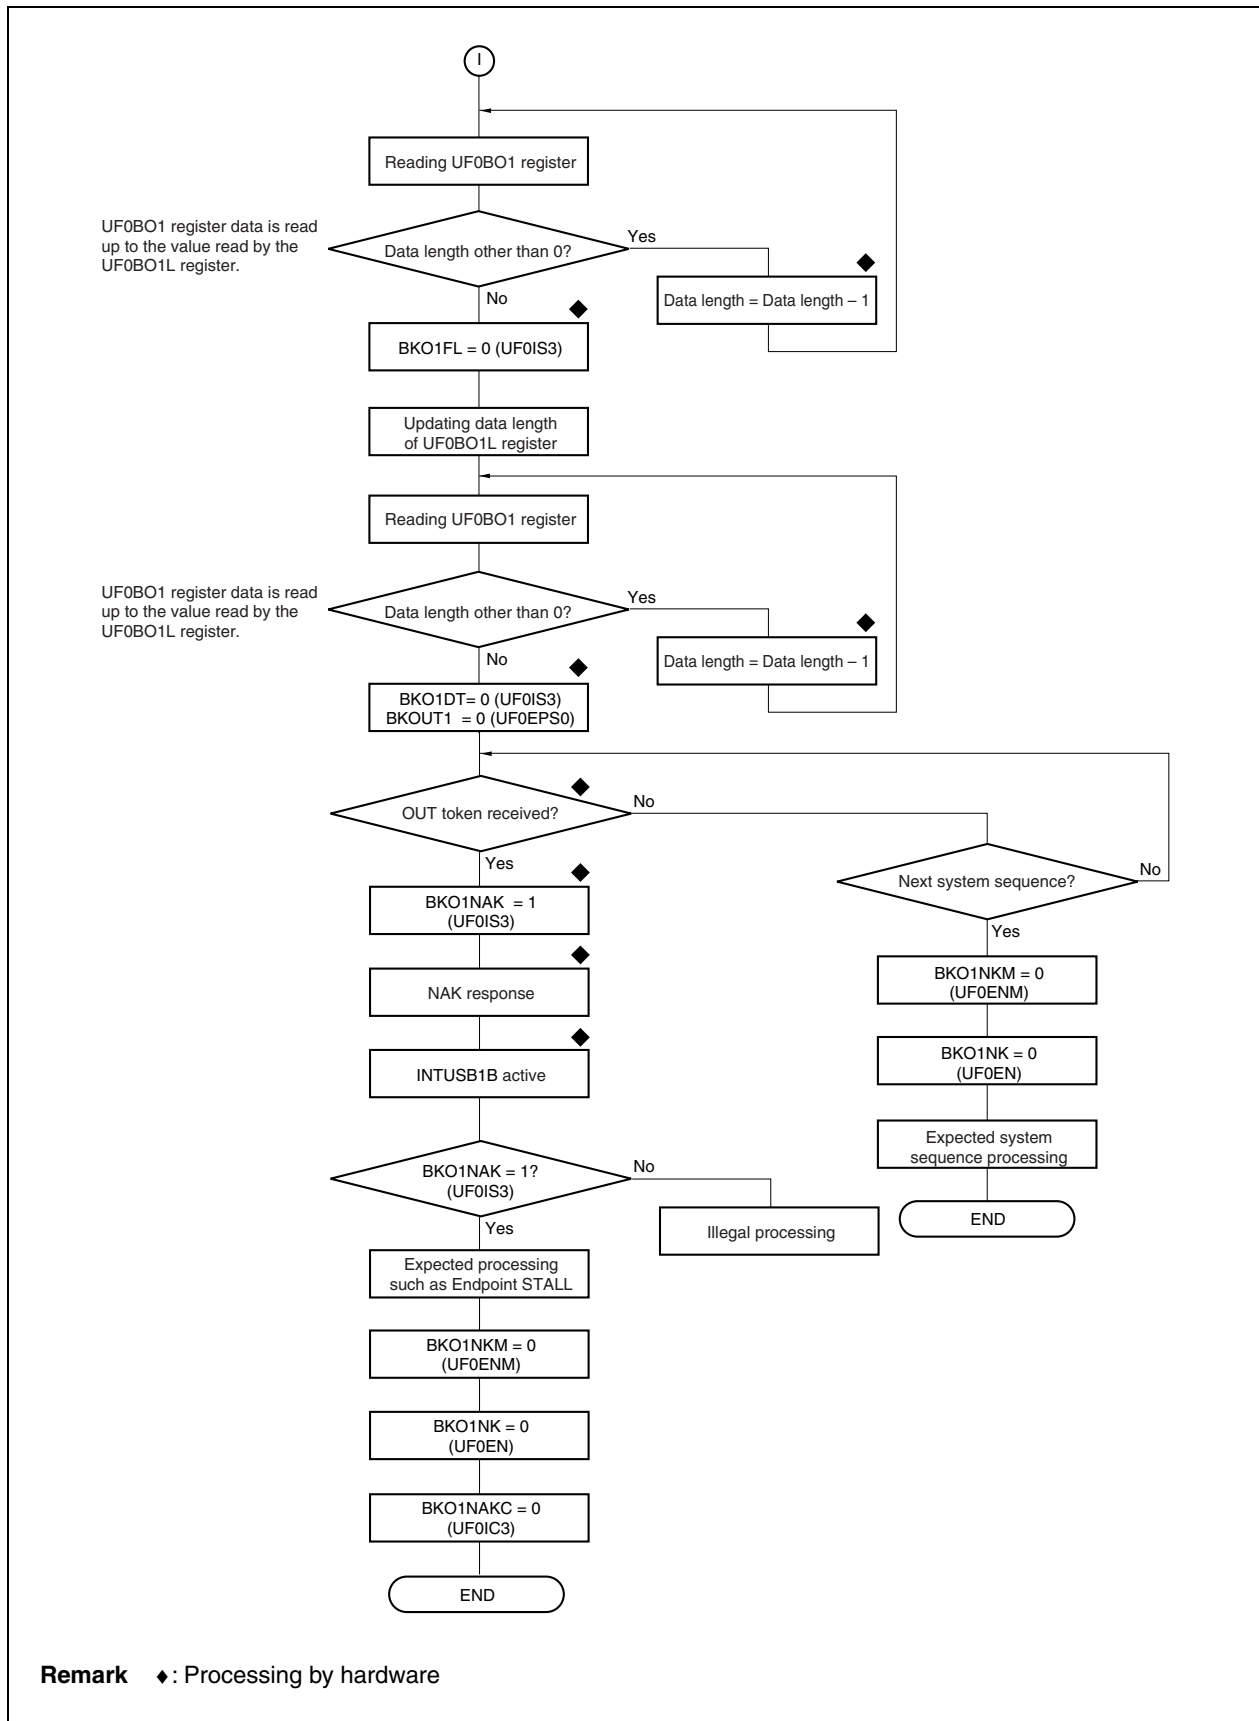 I
Reading UF0BO1 register
UF0BO1 register data is read
up to the value read by the
UF0BO1L register.
Data length other than 0?
Yes
Data length = Data length – 1
No
BKO1FL = 0 (UF0IS3)
Updating data length
of UF0BO1L register
Reading UF0BO1 register
UF0BO1 register data is read
up to the value read by the
UF0BO1L register.
Data length other than 0?
Yes
Data length = Data length – 1
No
BKO1DT= 0 (UF0IS3)
BKOUT1 = 0 (UF0EPS0)
OUT token received?
No
Yes
Next system sequence?
No
Yes
BKO1NAK = 1
(UF0IS3)
NAK response
INTUSB1B active
BKO1NKM = 0
(UF0ENM)
BKO1NK = 0
(UF0EN)
Expected system
sequence processing
END
BKO1NAK = 1?
(UF0IS3)
No
Illegal processing
Yes
Expected processing
such as Endpoint STALL
BKO1NKM = 0
(UF0ENM)
BKO1NK = 0
(UF0EN)
BKO1NAKC = 0
(UF0IC3)
END
Remark ♦: Processing by hardware